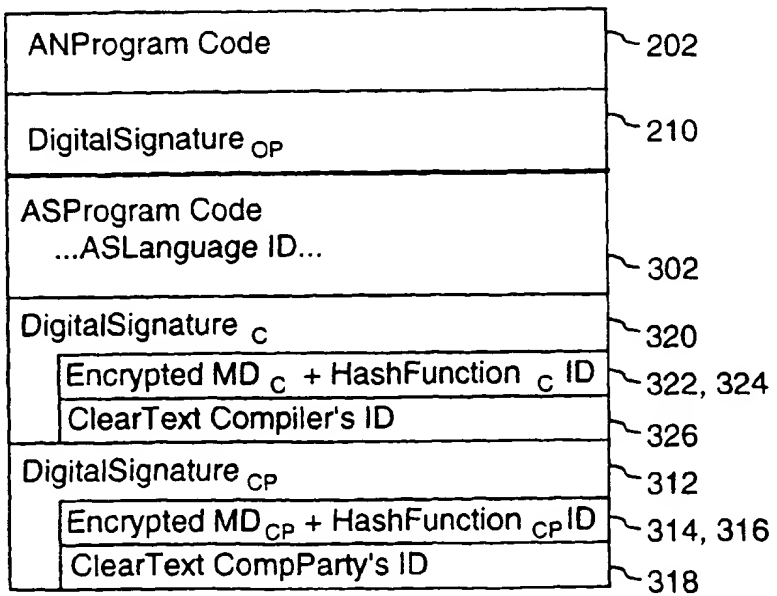 ANProgram Code 202
DigitalSignature OP 210
ASProgram Code
...ASLanguage ID... 302
DigitalSignature C 320
Encrypted MD C + HashFunction C ID 322, 324
ClearText Compiler's ID 326
DigitalSignature CP 312
Encrypted MD CP + HashFunction CP ID 314, 316
ClearText CompParty's ID 318